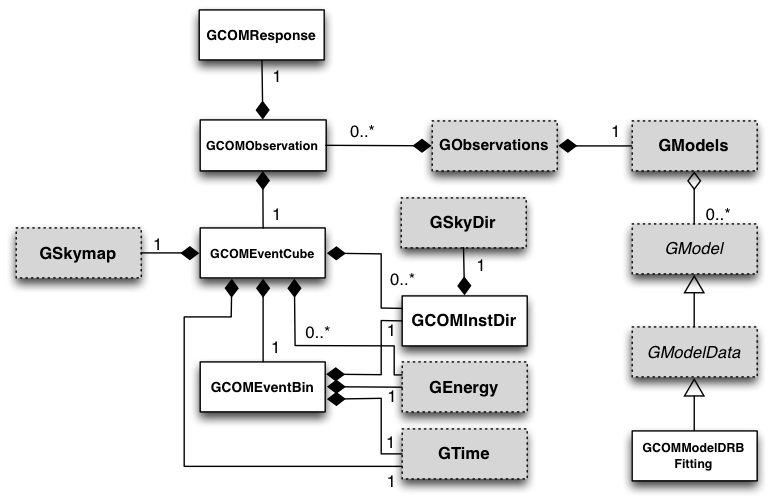 GCOMResponse
1
GCOMObservation
0..*
GObservations
1
GModels
1
0..*
GSkymap
1
GCOMEventCube
GSkyDir
GModel
1
0..*
GCOMInstDir
0..*
1
1
GCOMEventBin
GEnergy
1
GModelData
1
GTime
1
GCOMModelDRB
Fitting